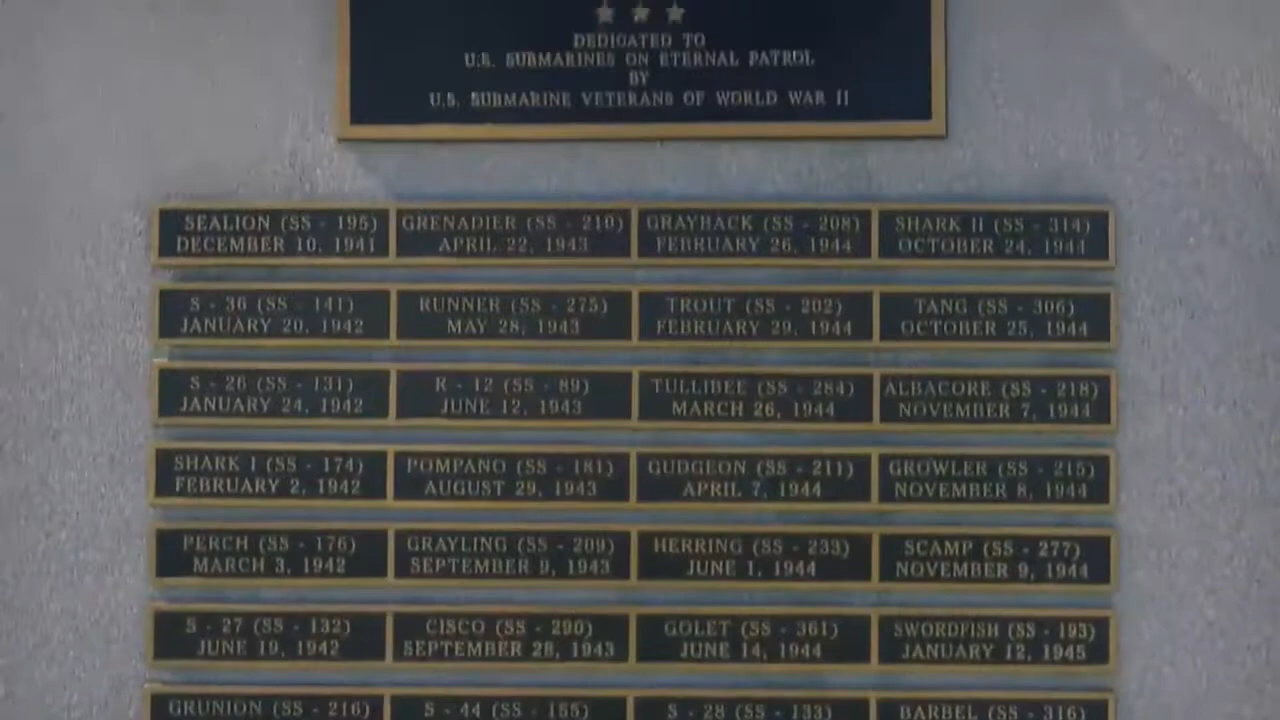 DEDICATED TO
U.S. SUBMARINES ON ETERNAL PATROL
BY
U.S. SUBMARINE VETERANS OF WORLD WAR II
SEALION (SS - 195)
DECEMBER 10, 1941
GRENADIER (SS - 210)
APRIL 22, 1943
GRAYBACK (SS - 208)
FEBRUARY 26, 1944
SHARK II (SS - 314)
OCTOBER 24, 1944
S - 36 (SS - 141)
JANUARY 20, 1942
RUNNER (SS - 275)
MAY 28, 1943
TROUT (SS - 202)
FEBRUARY 29, 1944
TANG (SS - 306)
OCTOBER 25, 1944
S - 26 (SS - 131)
JANUARY 24, 1942
R - 12 (SS - 89)
JUNE 12, 1943
TULLIBEE (SS - 284)
MARCH 26, 1944
ALBACORE (SS - 218)
NOVEMBER 7, 1944
SHARK I (SS - 174)
FEBRUARY 2, 1942
POMPANO (SS - 181)
AUGUST 29, 1943
GUDGEON (SS - 211)
APRIL 7, 1944
GROWLER (SS - 215)
NOVEMBER 8, 1944
PERCH (SS - 176)
MARCH 3, 1942
GRAYLING (SS - 209)
SEPTEMBER 9, 1943
HERRING (SS - 233)
JUNE 1, 1944
SCAMP (SS - 277)
NOVEMBER 9, 1944
S - 27 (SS - 132)
JUNE 19, 1942
CISCO (SS - 290)
SEPTEMBER 28, 1943
GOLET (SS - 361)
JUNE 14, 1944
SWORDFISH (SS - 193)
JANUARY 12, 1945
GRUNION (SS - 216)
S - 44 (SS - 155)
S - 28 (SS - 133)
BARBEL (SS - 316)